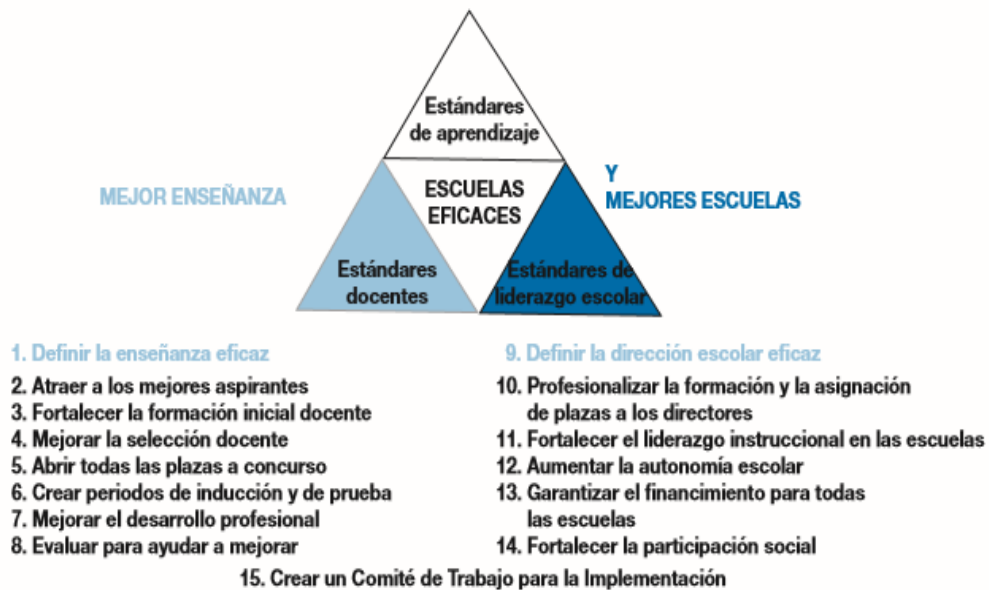 Estándares
de aprendizaje
MEJOR ENSEÑANZA
ESCUELAS
EFICACES
Y
MEJORES ESCUELAS
Estándares
docentes
Estándares de
liderazgo escolar
1. Definir la enseñanza eficaz
2. Atraer a los mejores aspirantes
3. Fortalecer la formación inicial docente
4. Mejorar la selección docente
5. Abrir todas las plazas a concurso
6. Crear periodos de inducción y de prueba
7. Mejorar el desarrollo profesional
8. Evaluar para ayudar a mejorar
9. Definir la dirección escolar eficaz
10. Profesionalizar la formación y la asignación
de plazas a los directores
11. Fortalecer el liderazgo instruccional en las escuelas
12. Aumentar la autonomía escolar
13. Garantizar el financimiento para todas
las escuelas
14. Fortalecer la participación social
15. Crear un Comité de Trabajo para la Implementación